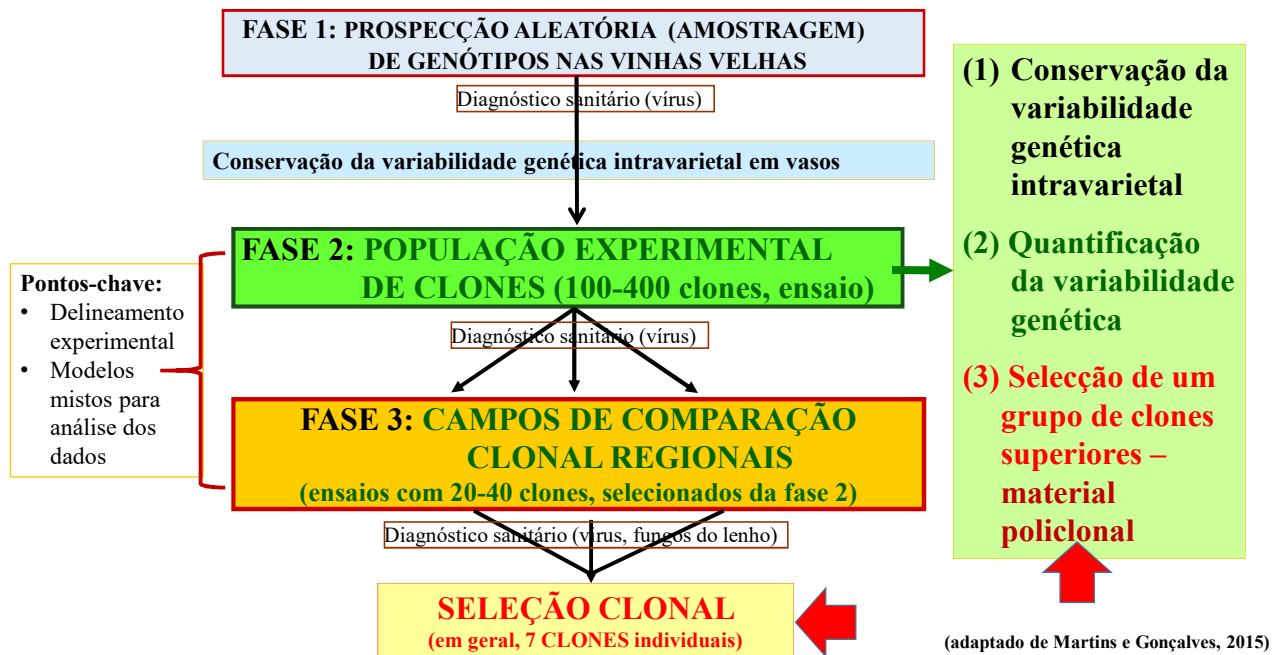 FASE 1: PROSPECÇÃO ALEATÓRIA (AMOSTRAGEM)
DE GENÓTIPOS NAS VINHAS VELHAS
Diagnóstico sanitário (vírus)
Conservação da variabilidade genética intravarietal em vasos
FASE 2: POPULAÇÃO EXPERIMENTAL
DE CLONES (100-400 clones, ensaio)
Diagnóstico sanitário (vírus)
Pontos-chave:
• Delineamento
experimental
• Modelos
mistos para
análise dos
dados
FASE 3: CAMPOS DE COMPARAÇÃO
CLONAL REGIONAIS
(ensaios com 20-40 clones, selecionados da fase 2)
Diagnóstico sanitário (vírus, fungos do lenho)
SELEÇÃO CLONAL
(em geral, 7 CLONES individuais)
(1) Conservação da
variabilidade
genética
intravarietal
(2) Quantificação
da variabilidade
genética
(3) Selecção de um
grupo de clones
superiores –
material
policlonal
(adaptado de Martins e Gonçalves, 2015)